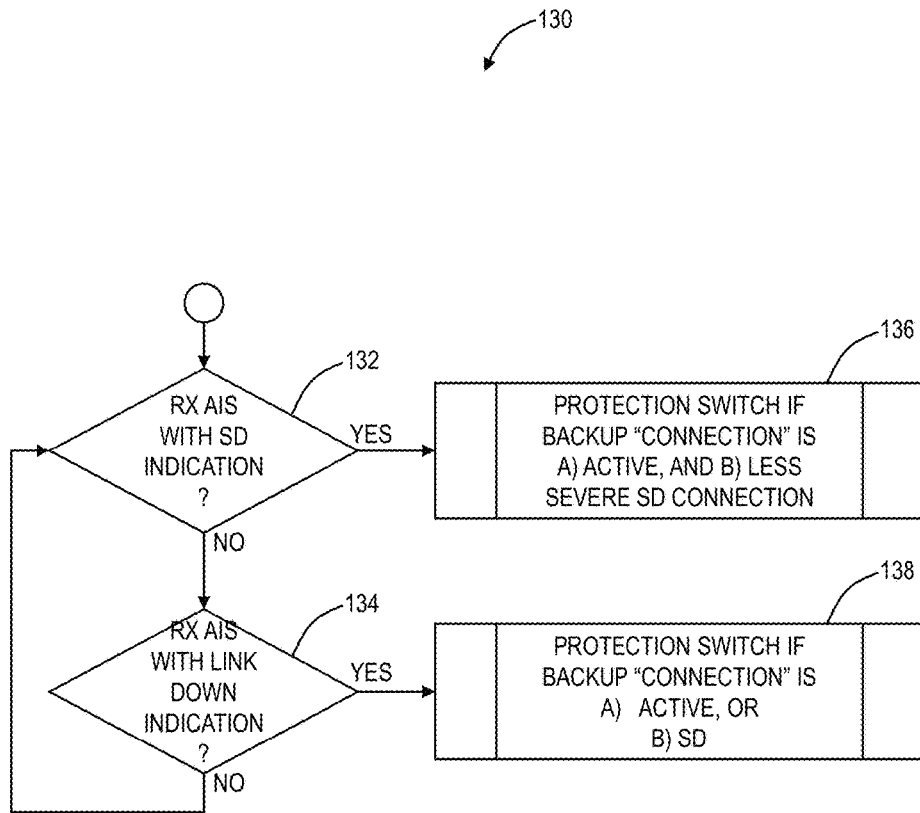 130
132
RX AIS
WITH SD
INDICATION
?
YES
NO
136
PROTECTION SWITCH IF
BACKUP “CONNECTION” IS
A) ACTIVE, AND B) LESS
SEVERE SD CONNECTION
134
RX AIS
WITH LINK
DOWN
INDICATION
?
YES
NO
138
PROTECTION SWITCH IF
BACKUP “CONNECTION” IS
A) ACTIVE, OR
B) SD